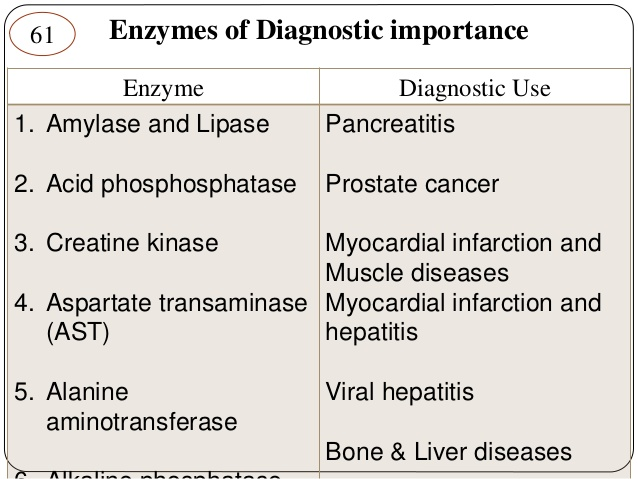 61
Enzymes of Diagnostic importance
Enzyme Diagnostic Use
1. Amylase and Lipase Pancreatitis
2. Acid phosphosphatase Prostate cancer
3. Creatine kinase Myocardial infarction and
Muscle diseases
4. Aspartate transaminase Myocardial infarction and
(AST) hepatitis
5. Alanine Viral hepatitis
aminotransferase
Bone & Liver diseases
6. Alkaline phosphatase